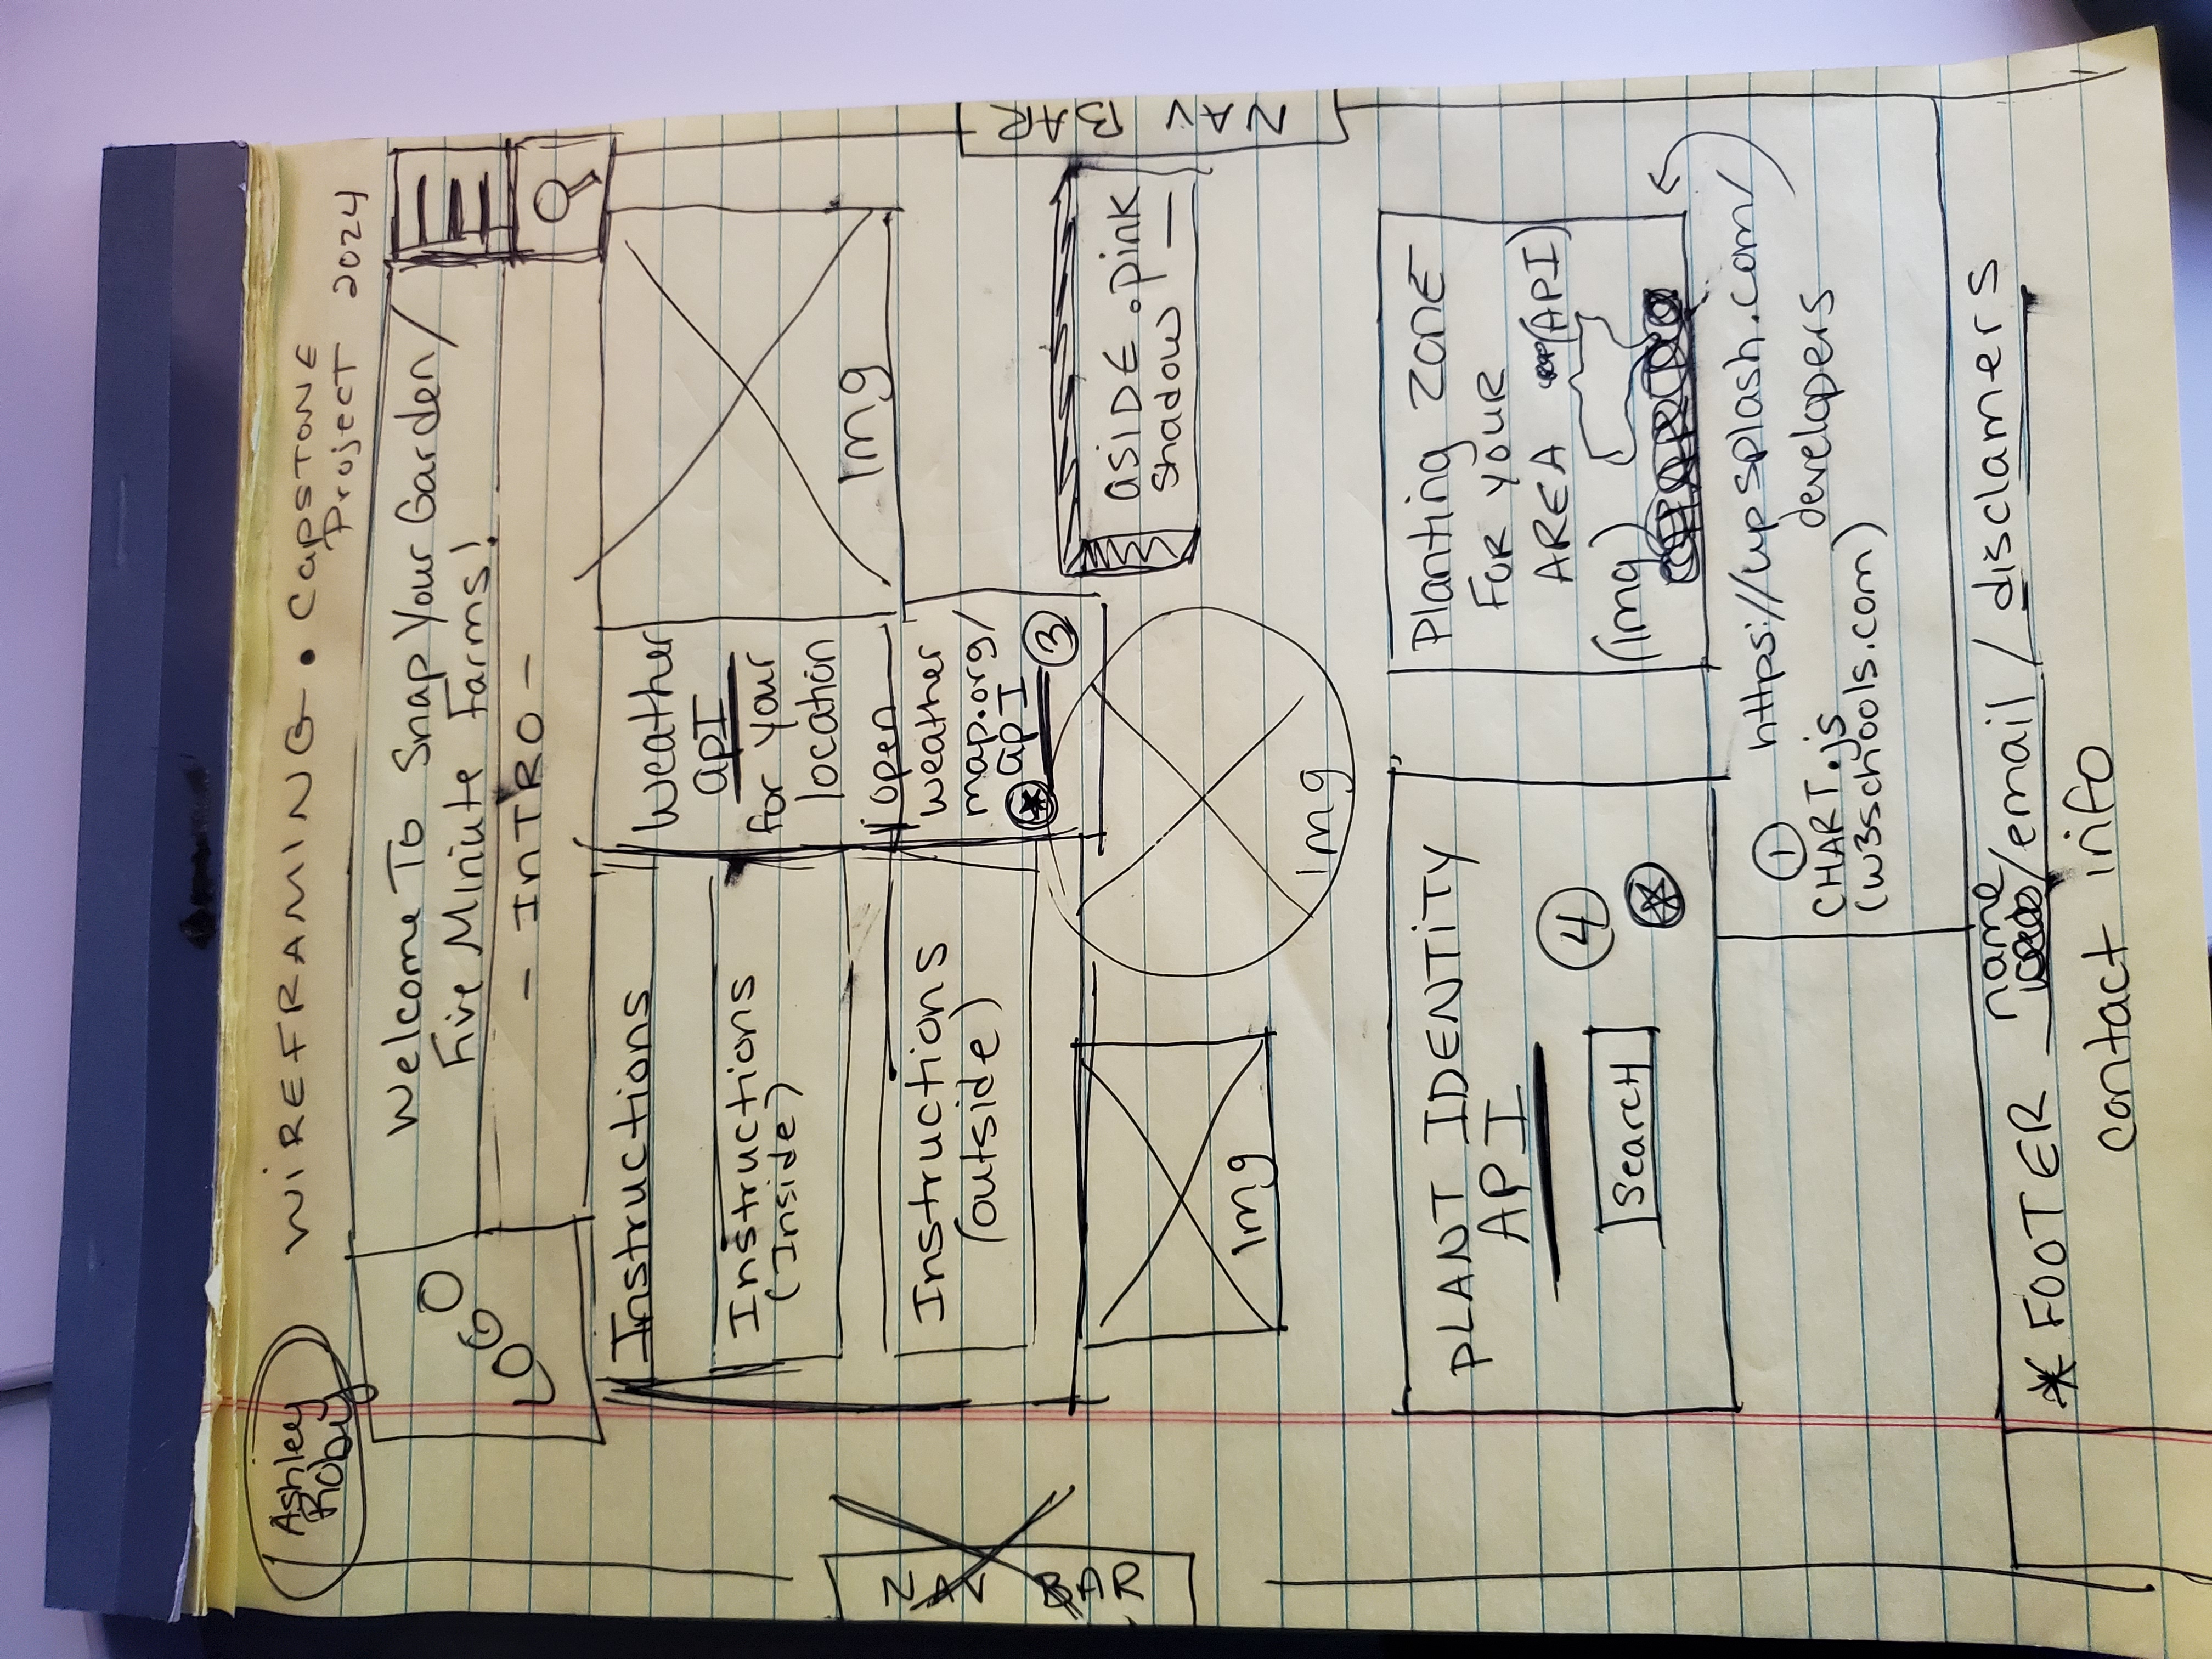 Ashley
Roby
WIREFRAMING • CAPSTONE
Project 2024
LOGO
Welcome To Snap Your Garden/
Five Miniute Farms!
- INTRO -
Instructions
Instructions
(Inside)
Instructions
(outside)
Weather
apI
for your
location
open
weather
map.org/
apI
3
Img
NAV BAR
NAV BAR
Img
Img
aSIDE . pink
shadow —
PLANT IDENTITY
API
SearcH
4
Planting ZONE
FOR YOUR
AREA (API)
(img)
1
https://upsplash.com/
developers
CHART.js
(w3schools.com)
* FOOTER name /email / disclamers
contact info